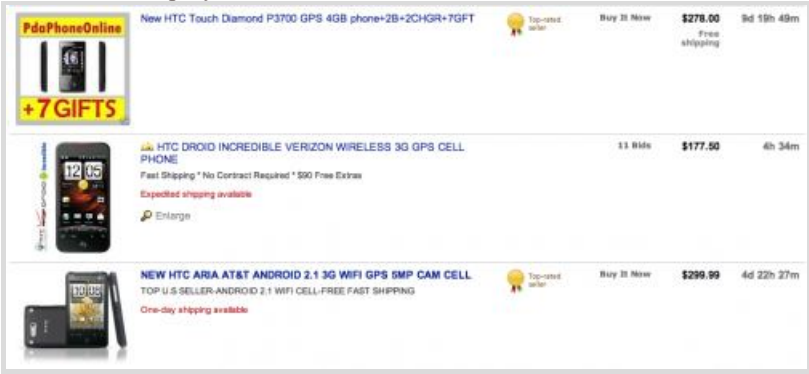 New HTC Touch Diamond P3700 GPS 4GB phone+2B+2CHGR+7GFT
Top-rated
seller
Buy It Now
$278.00
9d 19h 49m
Free
shipping
PdaPhoneOnline
+7 GIFTS
HTC DROID INCREDIBLE VERIZON WIRELESS 3G GPS CELL
PHONE
11 Bids
$177.50
4h 34m
Fast Shipping * No Contract Required * $90 Free Extras
Expedited shipping available
Enlarge
12 05
NEW HTC ARIA AT&T ANDROID 2.1 3G WIFI GPS 5MP CAM CELL
Top-rated
seller
Buy It Now
$299.99
4d 22h 27m
TOP U.S SELLER-ANDROID 2.1 WIFI CELL-FREE FAST SHIPPING
One-day shipping available
10 08